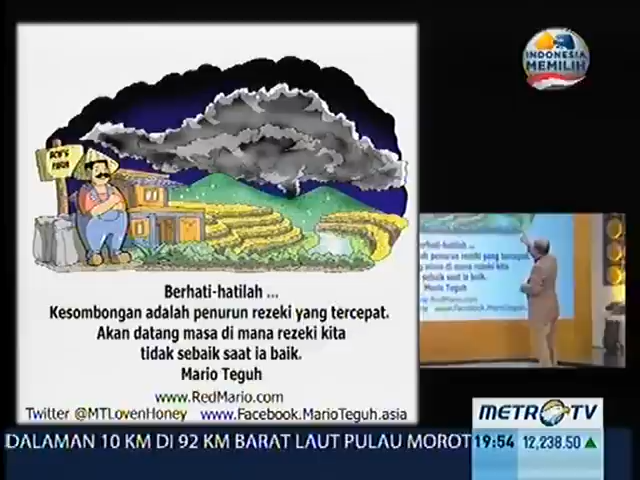 INDONESIA
MEMILIH
BOB'S
FARM
Berhati-hatilah ...
Kesombongan adalah penurun rezeki yang tercepat.
Akan datang masa di mana rezeki kita
tidak sebaik saat ia baik.
Mario Teguh
www.RedMario.com
Twitter @MTLovenHoney www.Facebook.MarioTeguh.asia
METRO TV
DALAMAN 10 KM DI 92 KM BARAT LAUT PULAU MOROT
19:54 12,238.50